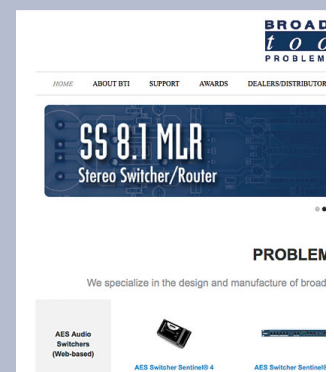 BROAD
too
PROBLEM
HOME ABOUT BTI SUPPORT AWARDS DEALERS/DISTRIBUTOR
SS 8.1 MLR
Stereo Switcher/Router
PROBLEM
We specialize in the design and manufacture of broad
AES Audio
Switchers
(Web-based)
AES Switcher Sentinel® 4
AES Switcher Sentinel®